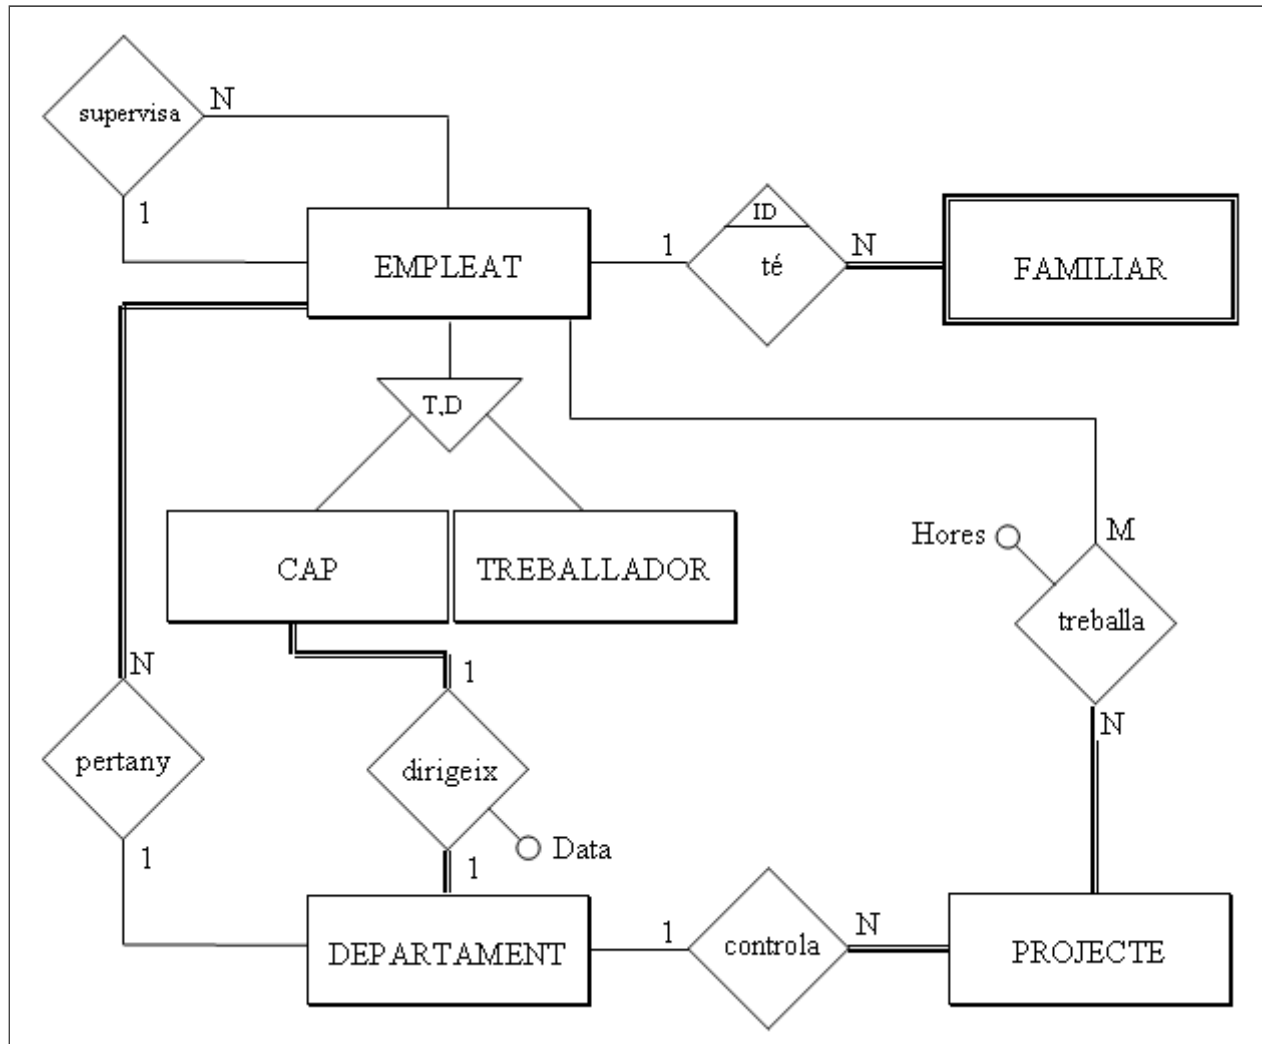 supervisa
N
1
EMPLEAT
1
ID
té
N
FAMILIAR
T,D
CAP
TREBALLADOR
Hores
M
treballa
N
N
1
pertany
dirigeix
1
1
Data
DEPARTAMENT
1
controla
N
PROJECTE